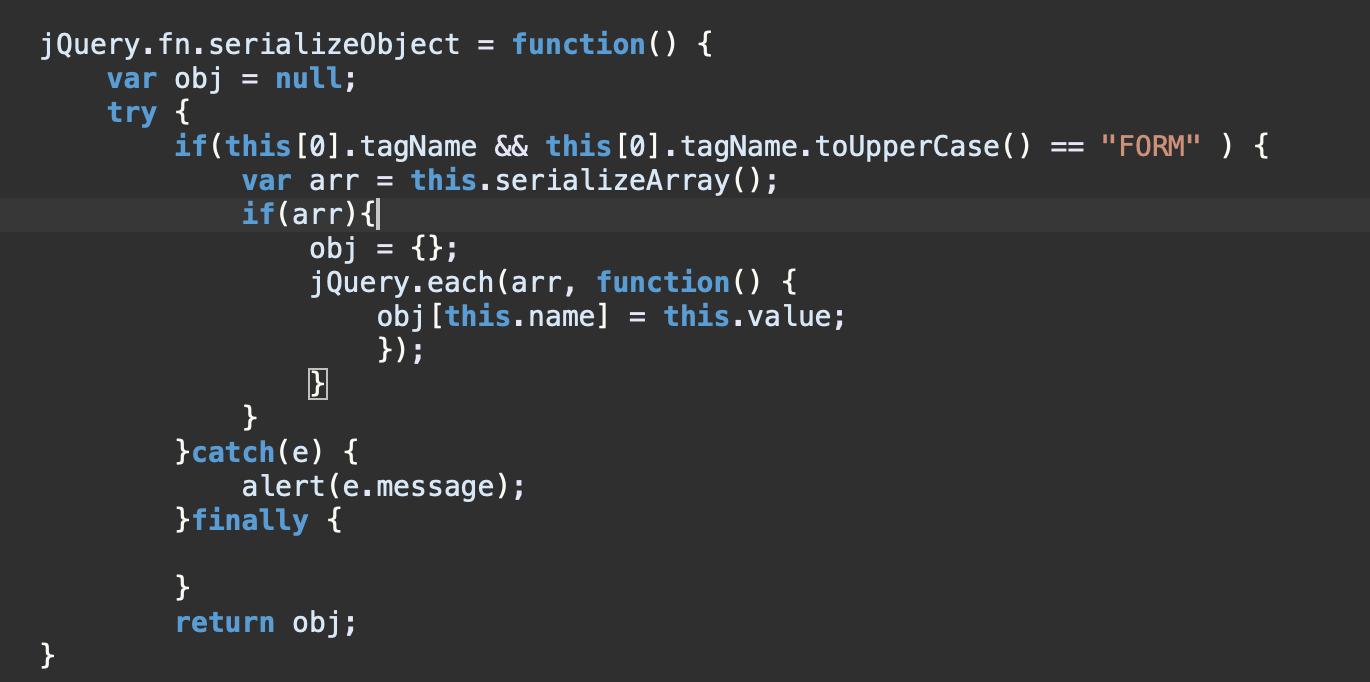 jQuery.fn.serializeObject = function() {
    var obj = null;
    try {
        if(this[0].tagName && this[0].tagName.toUpperCase() == "FORM" ) {
            var arr = this.serializeArray();
            if(arr){
                obj = {};
                jQuery.each(arr, function() {
                    obj[this.name] = this.value;
                    });
                }
            }
        }catch(e) {
            alert(e.message);
        }finally {

        }
        return obj;
}